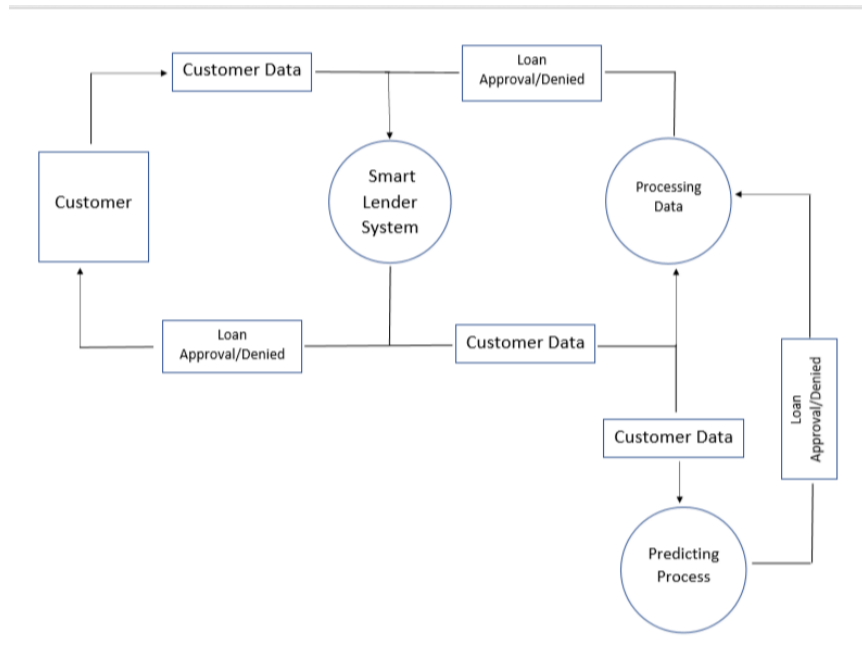 Customer Data
Loan
Approval/Denied
Customer
Smart
Lender
System
Processing
Data
Loan
Approval/Denied
Customer Data
Loan
Approval/Denied
Customer Data
Predicting
Process